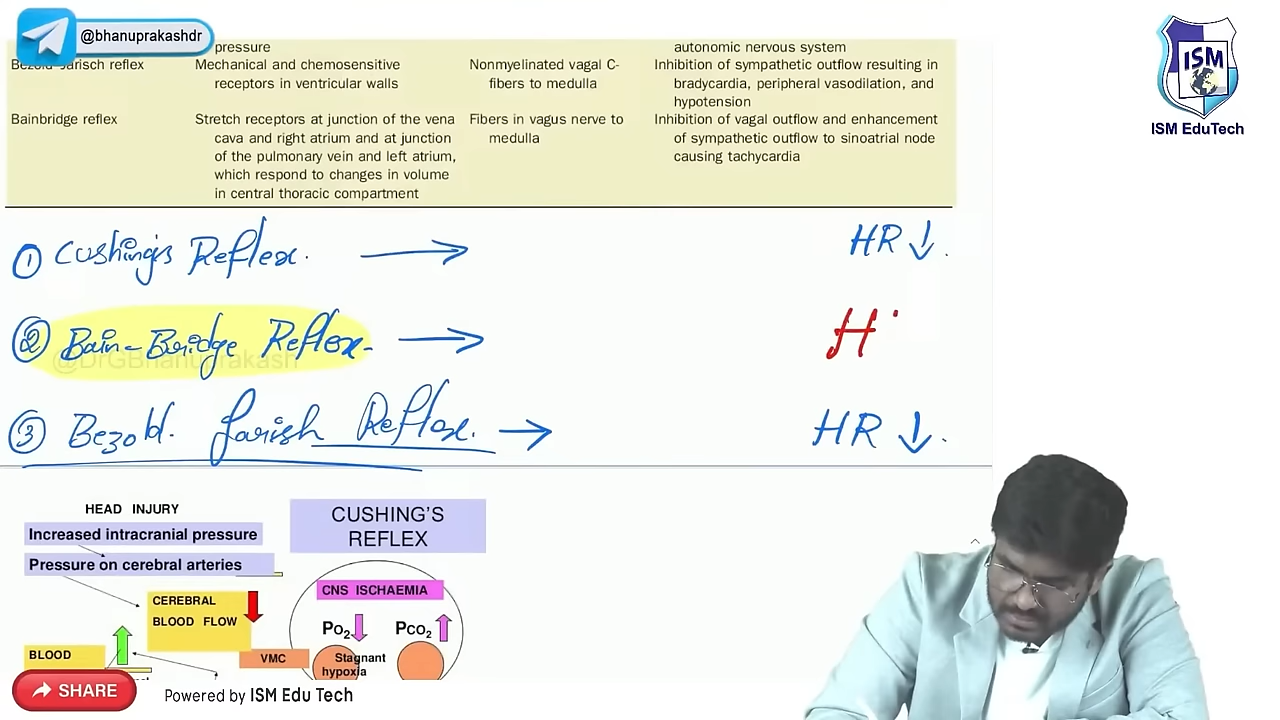 @bhanuprakashdr
ISM
ISM EduTech
pressure
autonomic nervous system
Bezold-Jarisch reflex
Mechanical and chemosensitive
receptors in ventricular walls
Nonmyelinated vagal C-
fibers to medulla
Inhibition of sympathetic outflow resulting in
bradycardia, peripheral vasodilation, and
hypotension
Bainbridge reflex
Stretch receptors at junction of the vena
cava and right atrium and at junction
of the pulmonary vein and left atrium,
which respond to changes in volume
in central thoracic compartment
Fibers in vagus nerve to
medulla
Inhibition of vagal outflow and enhancement
of sympathetic outflow to sinoatrial node
causing tachycardia
① Cushing's Reflex. → HR ↓.
② Bain-Bridge Reflex. → H
@DrGBhanuprakash
③ Bezold. Jarish Reflex. → HR ↓.
HEAD INJURY
Increased intracranial pressure
Pressure on cerebral arteries
CEREBRAL
BLOOD FLOW
BLOOD
VMC
CUSHING'S
REFLEX
CNS ISCHAEMIA
PO2 ↓ PCO2 ↑
Stagnant
hypoxia
SHARE
Powered by ISM Edu Tech